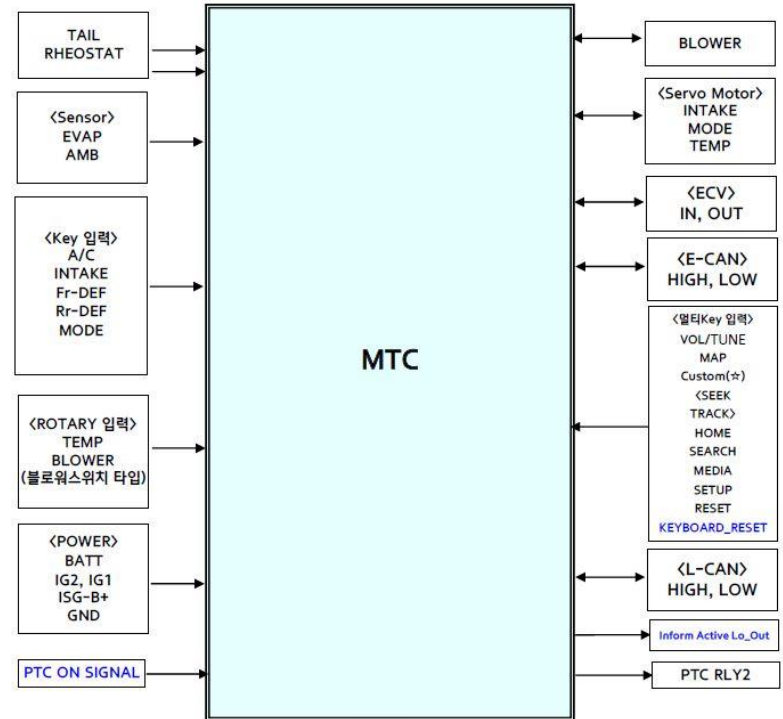 TAIL
RHEOSTAT
<Sensor>
EVAP
AMB
<Key 입력>
A/C
INTAKE
Fr-DEF
Rr-DEF
MODE
<ROTARY 입력>
TEMP
BLOWER
(블로워스위치 타입)
<POWER>
BATT
IG2, IG1
ISG-B+
GND
PTC ON SIGNAL
MTC
BLOWER
<Servo Motor>
INTAKE
MODE
TEMP
<ECV>
IN, OUT
<E-CAN>
HIGH, LOW
<멀티Key 입력>
VOL/TUNE
MAP
Custom(☆)
<SEEK
TRACK>
HOME
SEARCH
MEDIA
SETUP
RESET
KEYBOARD_RESET
<L-CAN>
HIGH, LOW
Inform Active Lo_Out
PTC RLY2